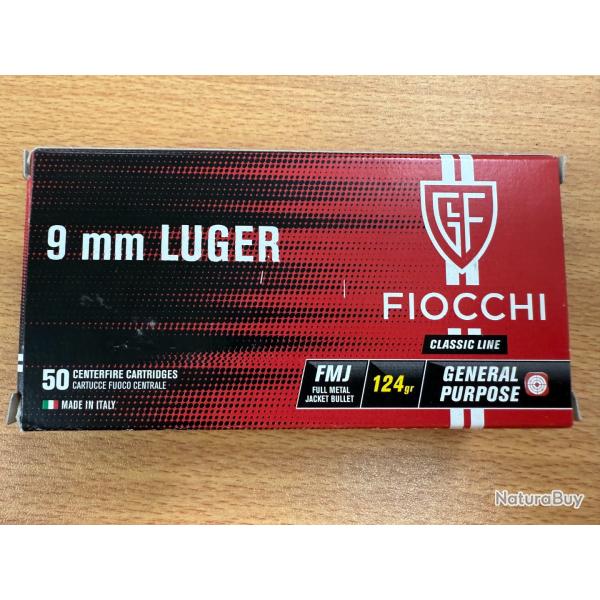 9 mm LUGER
GF
FIOCCHI
CLASSIC LINE
50 CENTERFIRE CARTRIDGES
CARTUCCE FUOCO CENTRALE
MADE IN ITALY
FMJ
FULL METAL
JACKET BULLET
124gr
GENERAL
PURPOSE
NaturaBuy